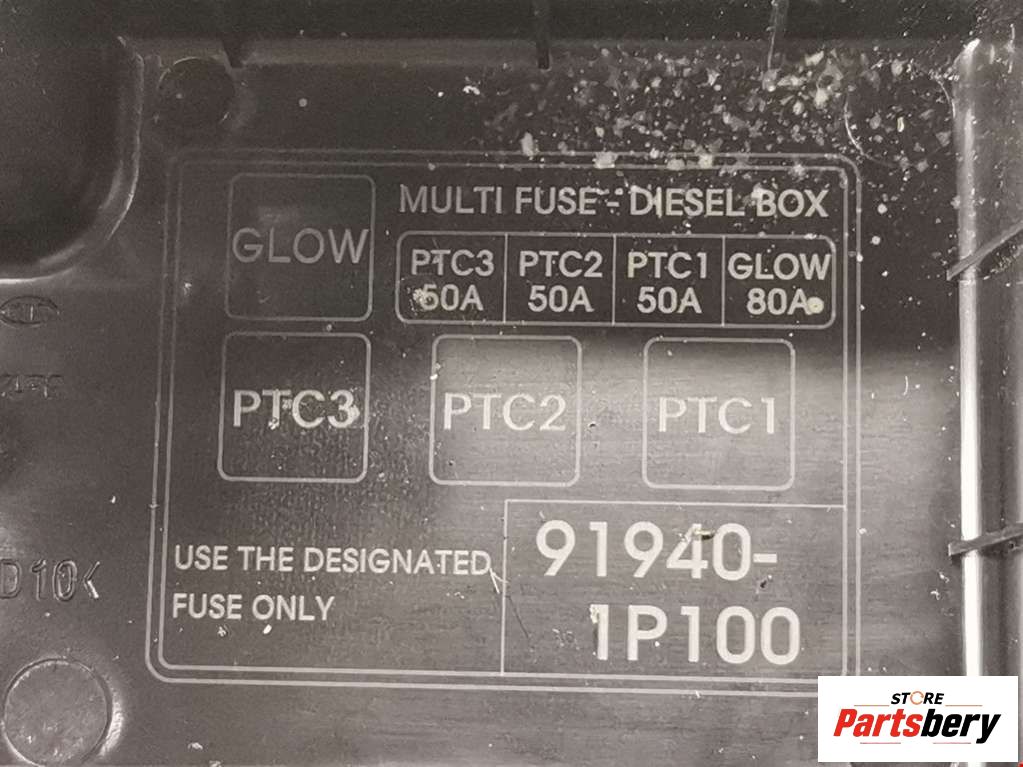 GLOW
MULTI FUSE - DIESEL BOX
PTC3 PTC2 PTC1 GLOW
50A 50A 50A 80A
PTC3 PTC2 PTC1
USE THE DESIGNATED
FUSE ONLY
91940-
1P100
D10<
STORE
Partsbery